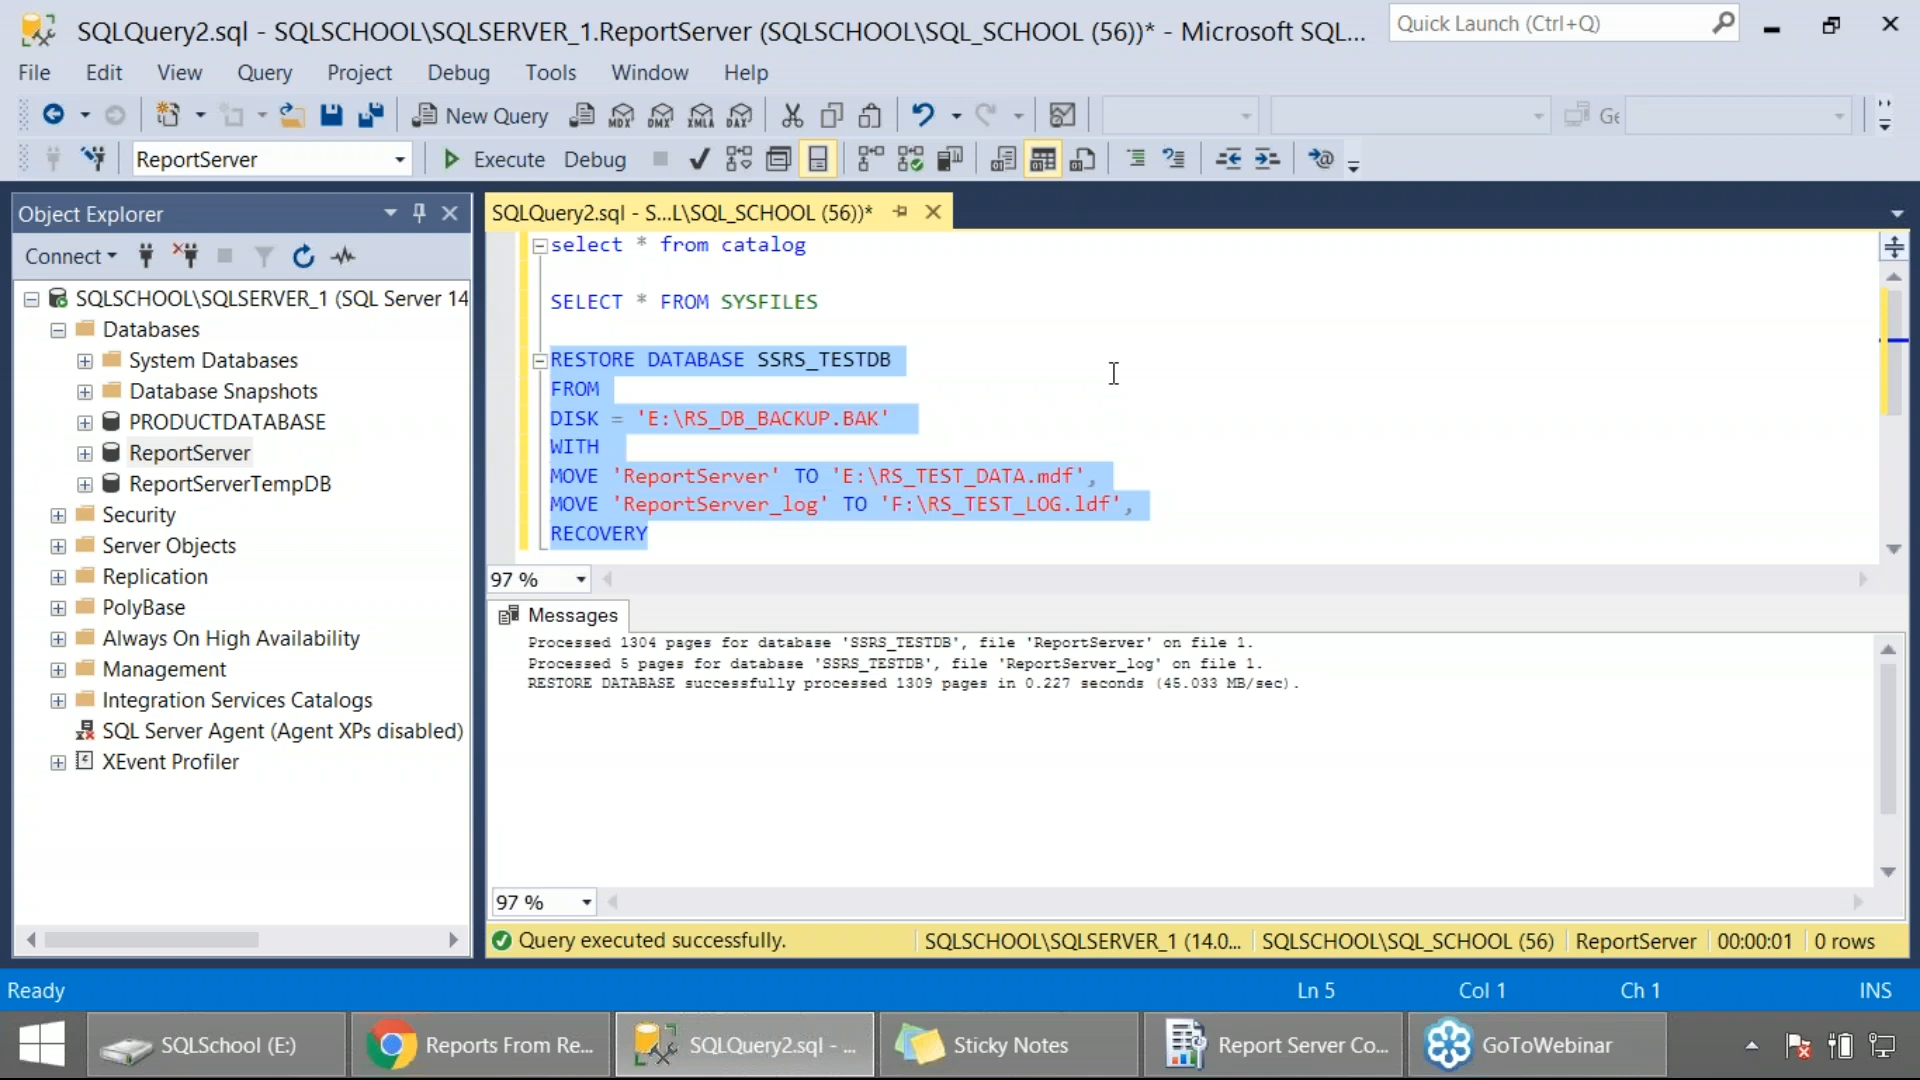 SQLQuery2.sql - SQLSCHOOL\SQLSERVER_1.ReportServer (SQLSCHOOL\SQL_SCHOOL (56))* - Microsoft SQL...
Quick Launch (Ctrl+Q)
File Edit View Query Project Debug Tools Window Help
New Query MDX DMX XMLA DAX Ge
ReportServer Execute Debug
Object Explorer
Connect
SQLSCHOOL\SQLSERVER_1 (SQL Server 14
Databases
System Databases
Database Snapshots
PRODUCTDATABASE
ReportServer
ReportServerTempDB
Security
Server Objects
Replication
PolyBase
Always On High Availability
Management
Integration Services Catalogs
SQL Server Agent (Agent XPs disabled)
XEvent Profiler
SQLQuery2.sql - S...L\SQL_SCHOOL (56))*
select * from catalog
SELECT * FROM SYSFILES
RESTORE DATABASE SSRS_TESTDB
FROM
DISK = 'E:\RS_DB_BACKUP.BAK'
WITH
MOVE 'ReportServer' TO 'E:\RS_TEST_DATA.mdf',
MOVE 'ReportServer_log' TO 'F:\RS_TEST_LOG.ldf',
RECOVERY
97 %
Messages
Processed 1304 pages for database 'SSRS_TESTDB', file 'ReportServer' on file 1.
Processed 5 pages for database 'SSRS_TESTDB', file 'ReportServer_log' on file 1.
RESTORE DATABASE successfully processed 1309 pages in 0.227 seconds (45.033 MB/sec).
97 %
Query executed successfully. SQLSCHOOL\SQLSERVER_1 (14.0... SQLSCHOOL\SQL_SCHOOL (56) ReportServer 00:00:01 0 rows
Ready Ln 5 Col 1 Ch 1 INS
SQLSchool (E:) Reports From Re... SQLQuery2.sql - ... Sticky Notes Report Server Co... GoToWebinar